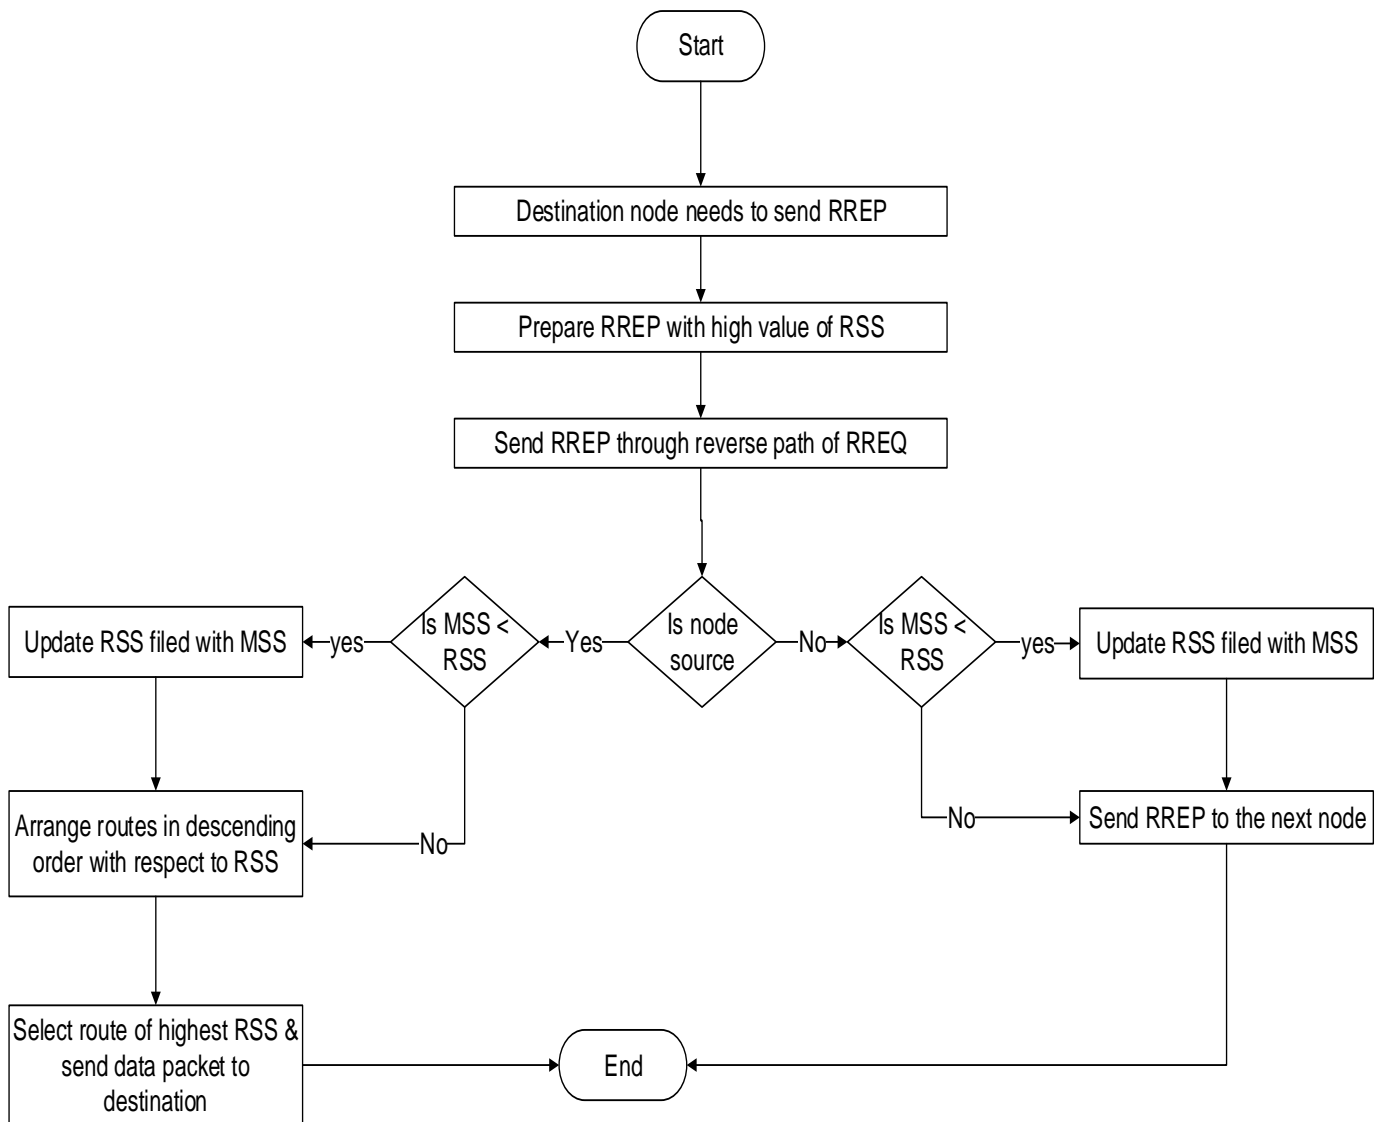 Start
Destination node needs to send RREP
Prepare RREP with high value of RSS
Send RREP through reverse path of RREQ
Update RSS filed with MSS
yes
Is MSS <
RSS
Yes
Is node
source
No
Is MSS <
RSS
yes
Update RSS filed with MSS
Arrange routes in descending
order with respect to RSS
No
No
Send RREP to the next node
Select route of highest RSS &
send data packet to
destination
End